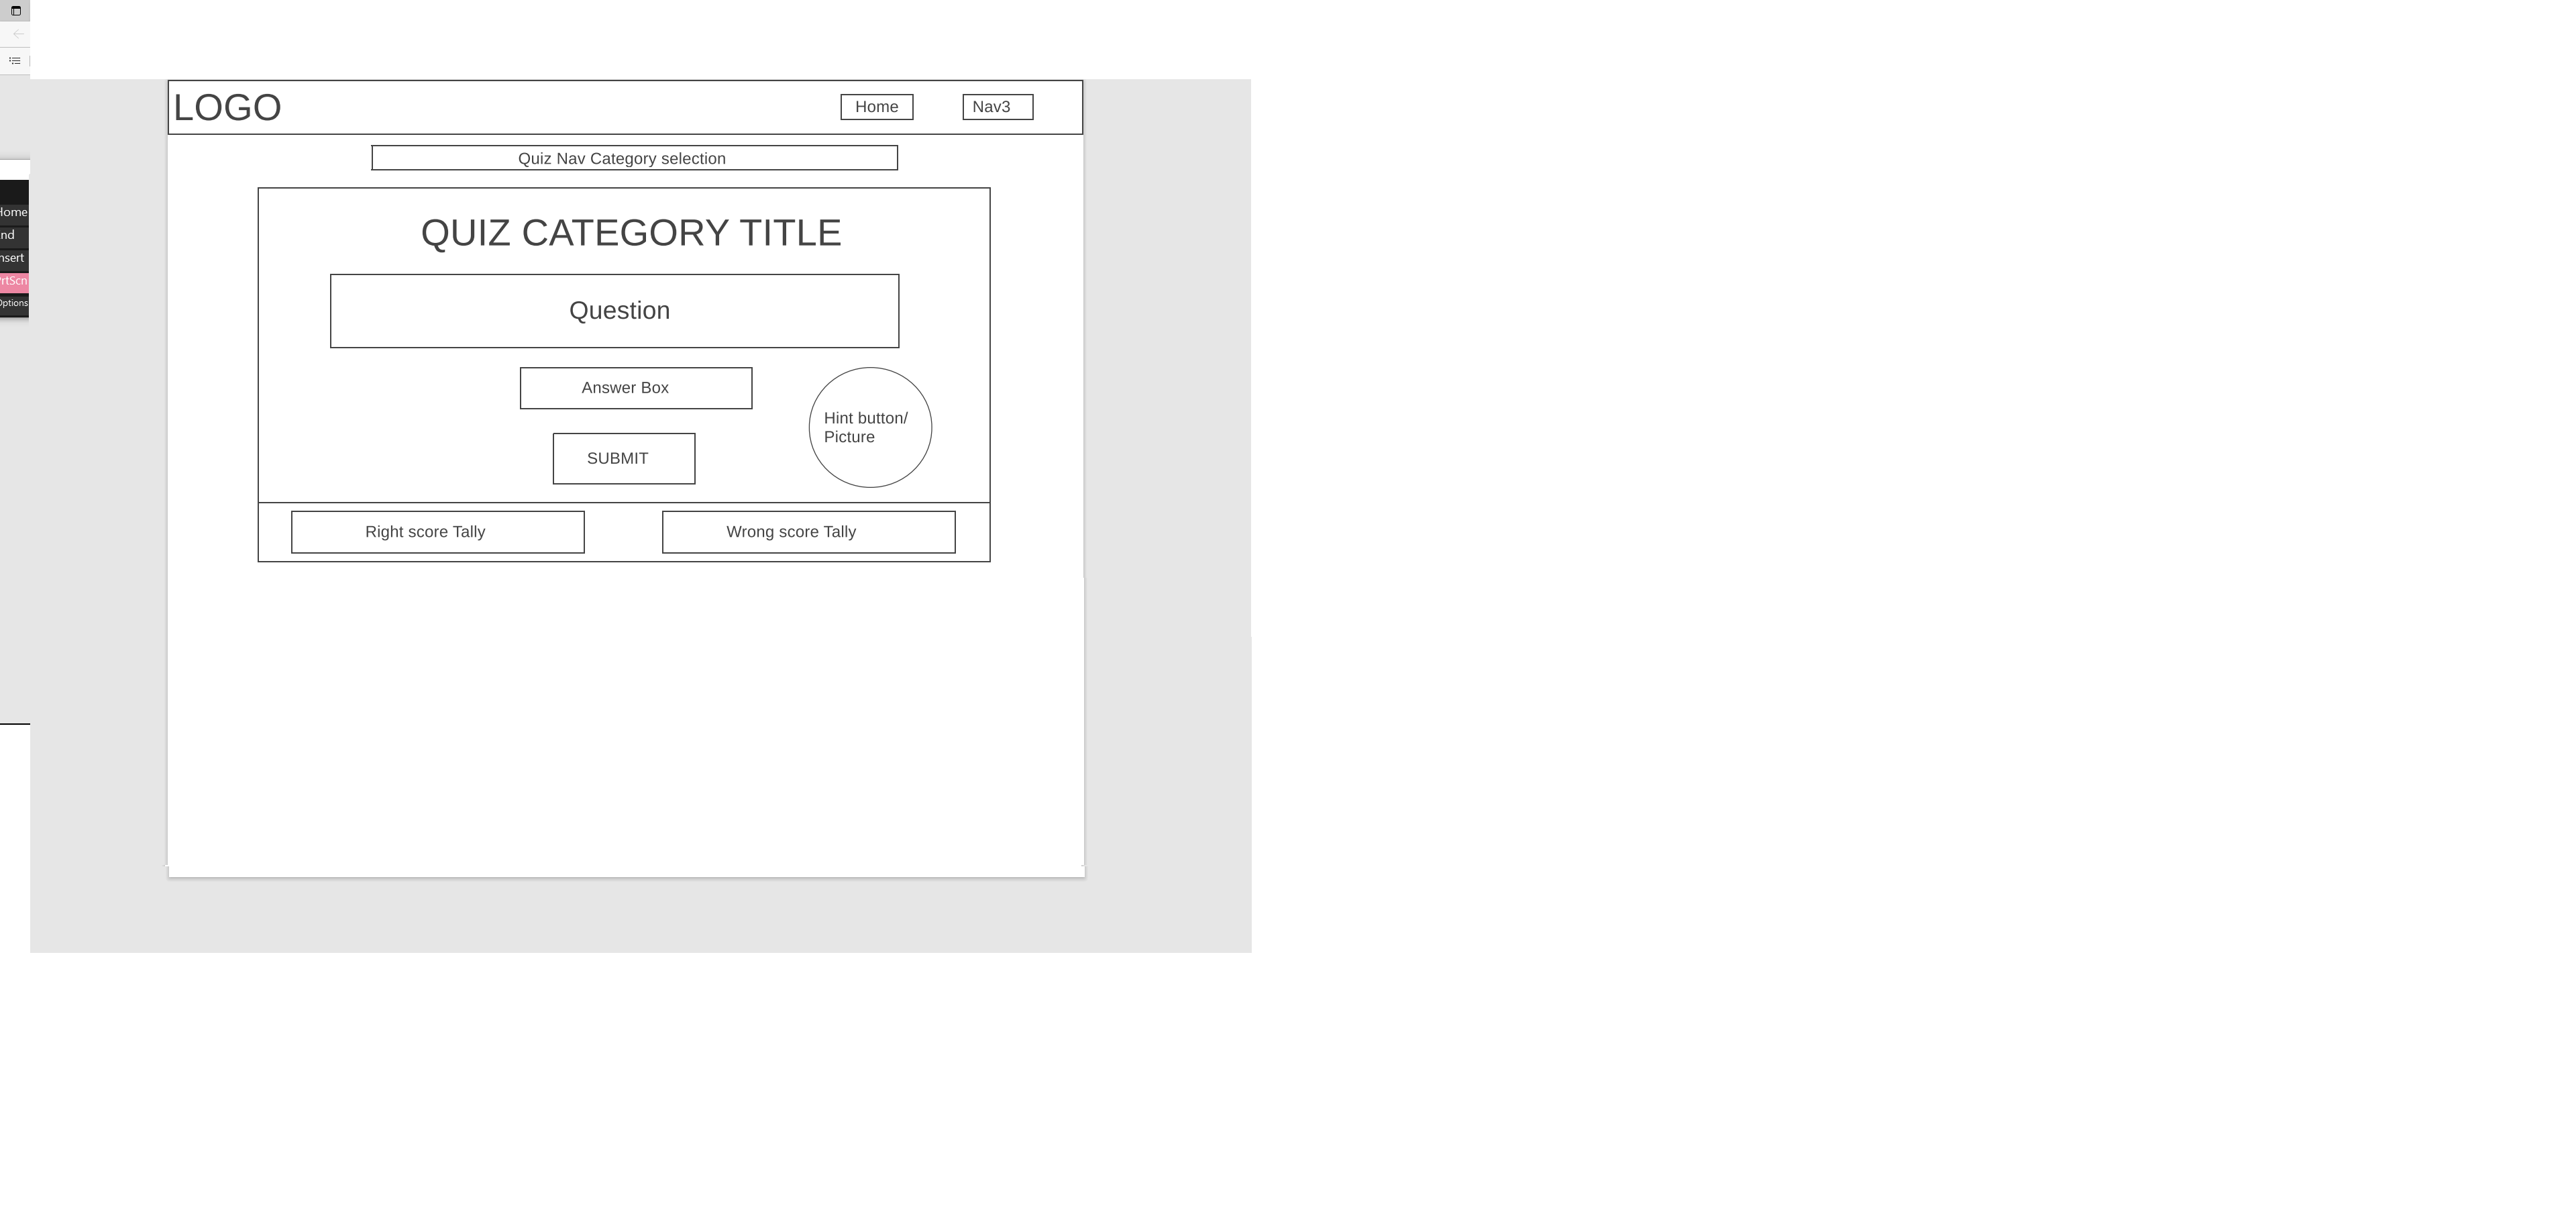 LOGO
Home
Nav3
Quiz Nav Category selection
QUIZ CATEGORY TITLE
Question
Answer Box
Hint button/
Picture
SUBMIT
Right score Tally
Wrong score Tally
Home
nd
nsert
rtScn
Options